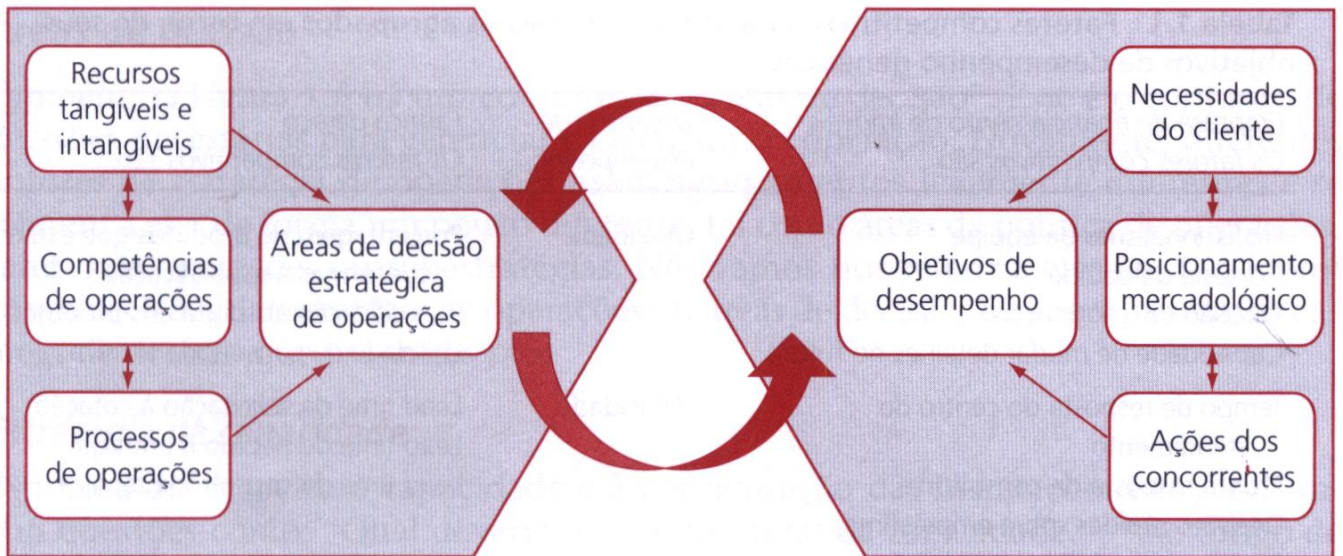 Recursos
tangíveis e
intangíveis
Competências
de operações
Processos
de operações
Áreas de decisão
estratégica
de operações
Objetivos de
desempenho
Necessidades
do cliente
Posicionamento
mercadológico
Ações dos
concorrentes